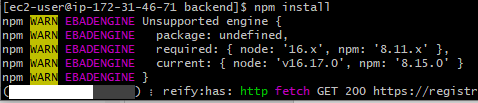 [ec2-user@ip-172-31-46-71 backend]$ npm install
npm WARN EBADENGINE Unsupported engine {
npm WARN EBADENGINE   package: undefined,
npm WARN EBADENGINE   required: { node: '16.x', npm: '8.11.x' },
npm WARN EBADENGINE   current: { node: 'v16.17.0', npm: '8.15.0' }
npm WARN EBADENGINE }
( ) ⠸ reify:has: http fetch GET 200 https://registr